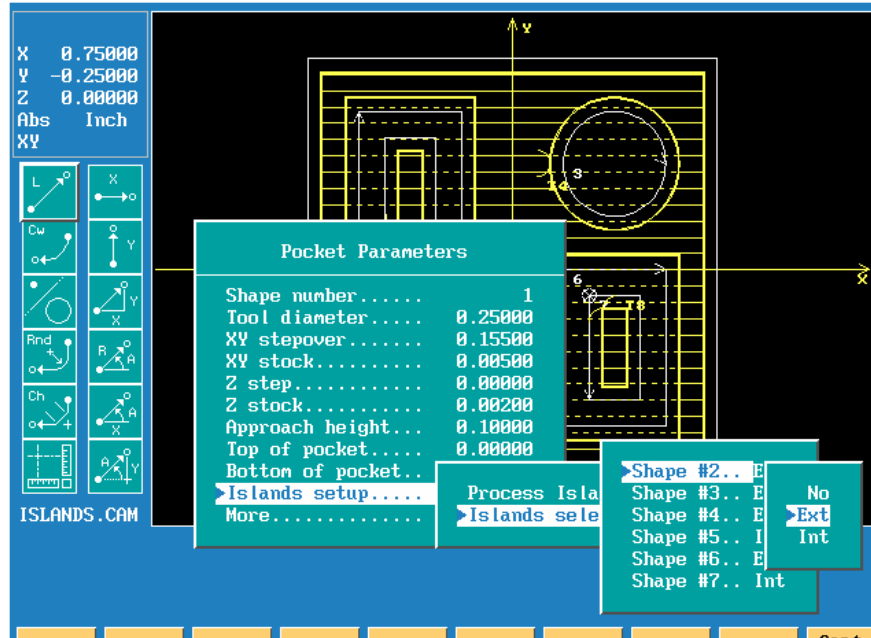 X 0.75000
Y -0.25000
Z 0.00000
Abs Inch
XY
L
X
Cw
Y
Y
X
Rnd
R
A
Ch
A
X
A
Y
ISLANDS.CAM
Y
X
3
6
7
I8
Pocket Parameters
Shape number...... 1
Tool diameter..... 0.25000
XY stepover....... 0.15500
XY stock.......... 0.00500
Z step............ 0.00000
Z stock........... 0.00200
Approach height... 0.10000
Top of pocket..... 0.00000
Bottom of pocket..
Islands setup.....
More..............
Process Isla
Islands sele
Shape #2.. E
Shape #3.. E
Shape #4.. E
Shape #5.. I
Shape #6.. E
Shape #7.. Int
No
Ext
Int